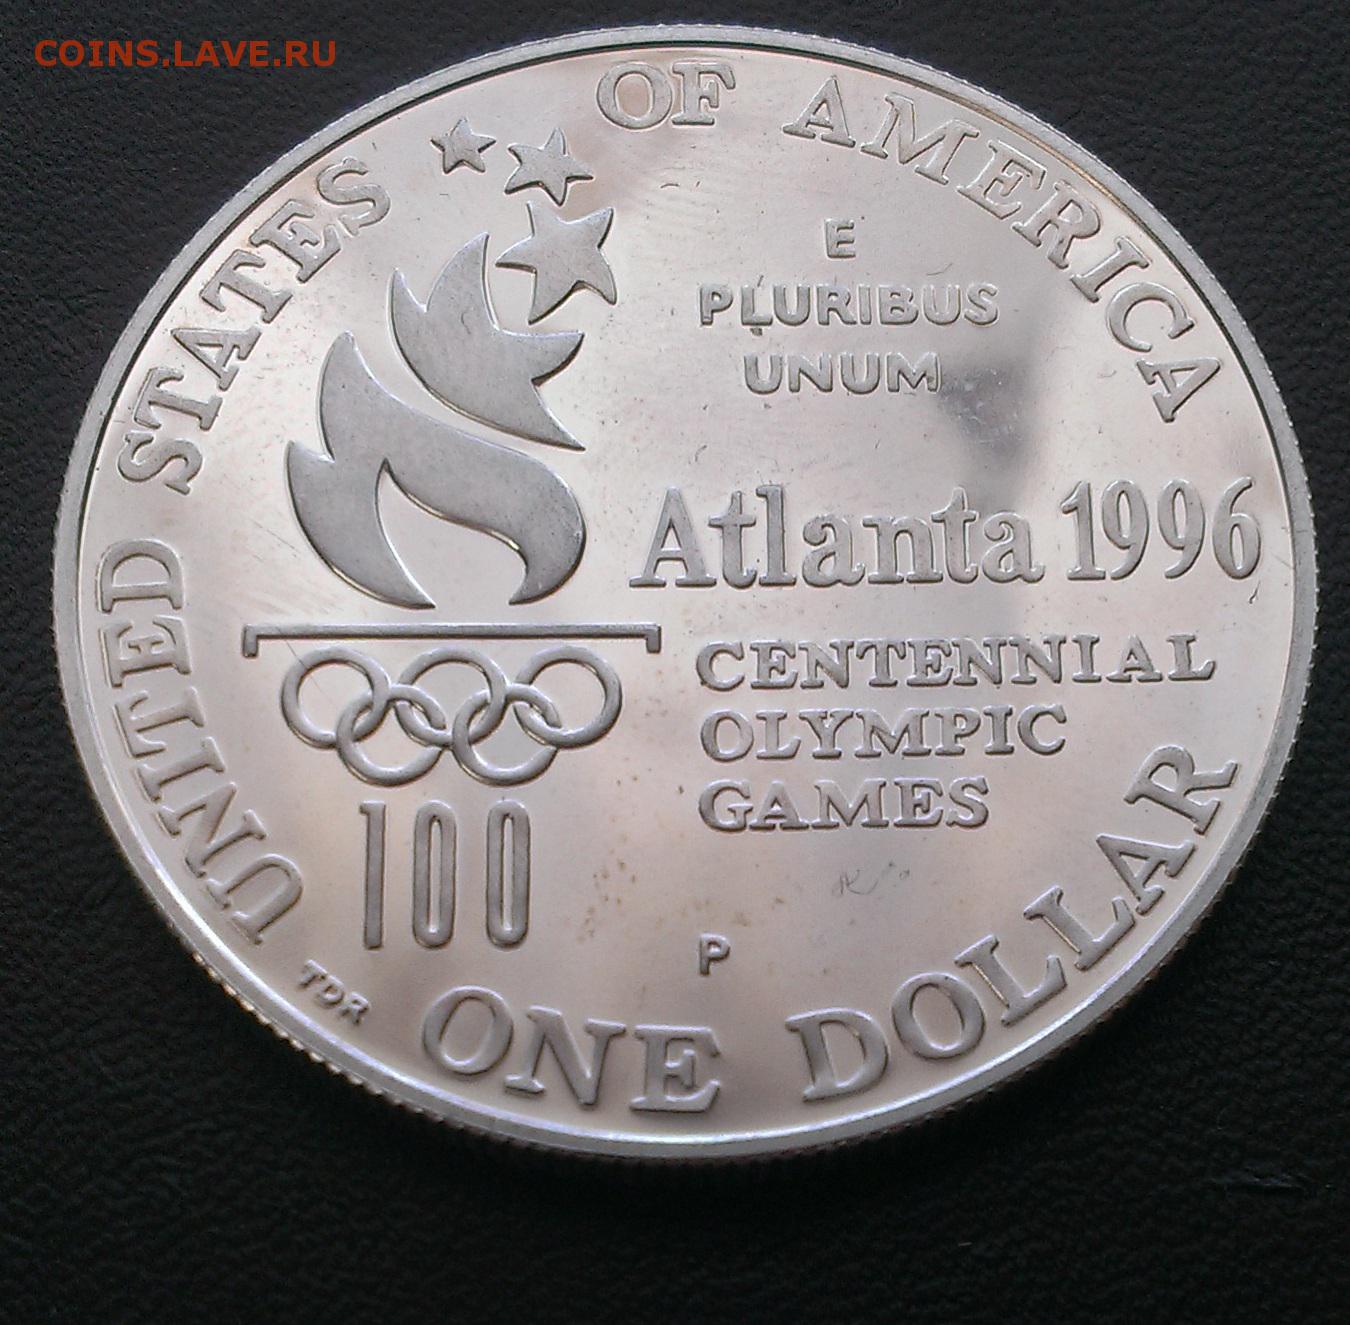 COINS.LAVE.RU
UNITED STATES OF AMERICA
E
PLURIBUS
UNUM
Atlanta 1996
CENTENNIAL
OLYMPIC
GAMES
100
P
TDR
ONE DOLLAR